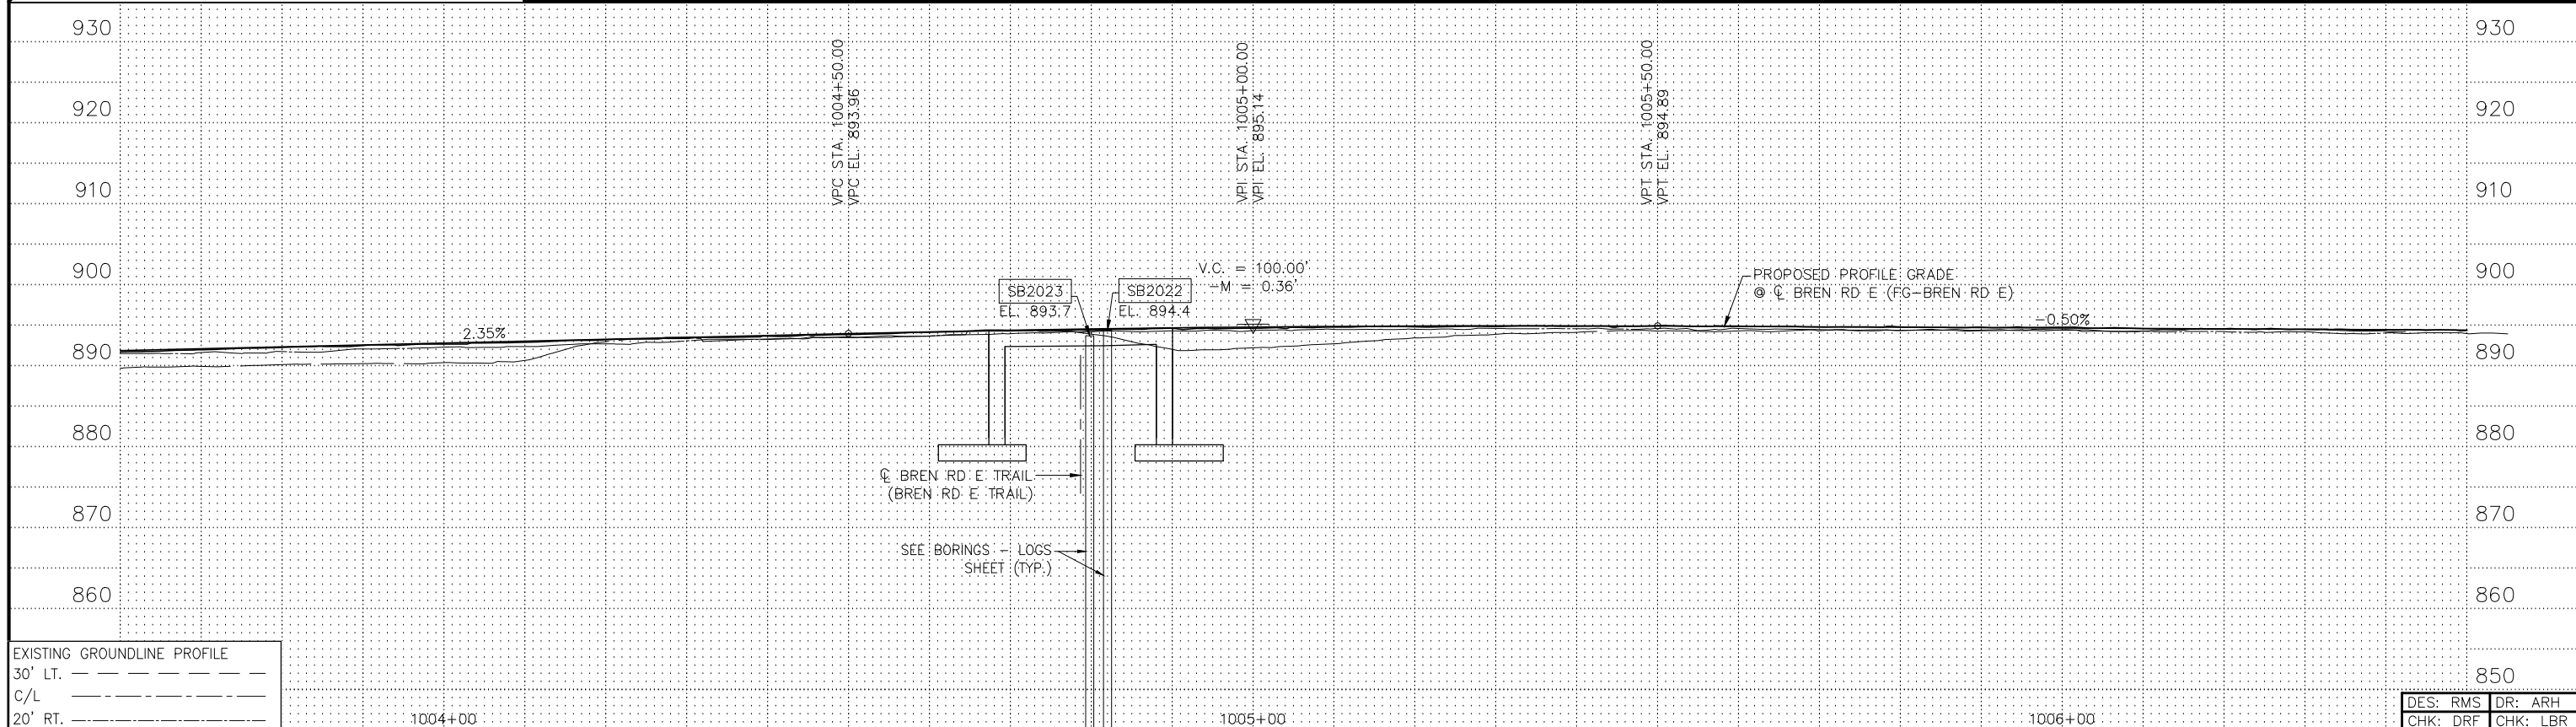 930
930
920
920
910
910
900
900
890
890
880
880
870
870
860
860
850
VPC STA. 1004+50.00
VPC EL. 893.96
VPI STA. 1005+00.00
VPI EL. 895.14
VPT STA. 1005+50.00
VPT EL. 894.89
V.C. = 100.00'
-M = 0.36'
SB2023
EL. 893.7
SB2022
EL. 894.4
PROPOSED PROFILE GRADE
@ ℄ BREN RD E (FG-BREN RD E)
2.35%
-0.50%
℄ BREN RD E TRAIL
(BREN RD E TRAIL)
SEE BORINGS - LOGS
SHEET (TYP.)
EXISTING GROUNDLINE PROFILE
30' LT.
C/L
20' RT.
1004+00
1005+00
1006+00
DES: RMS
DR: ARH
CHK: DRF
CHK: LBR